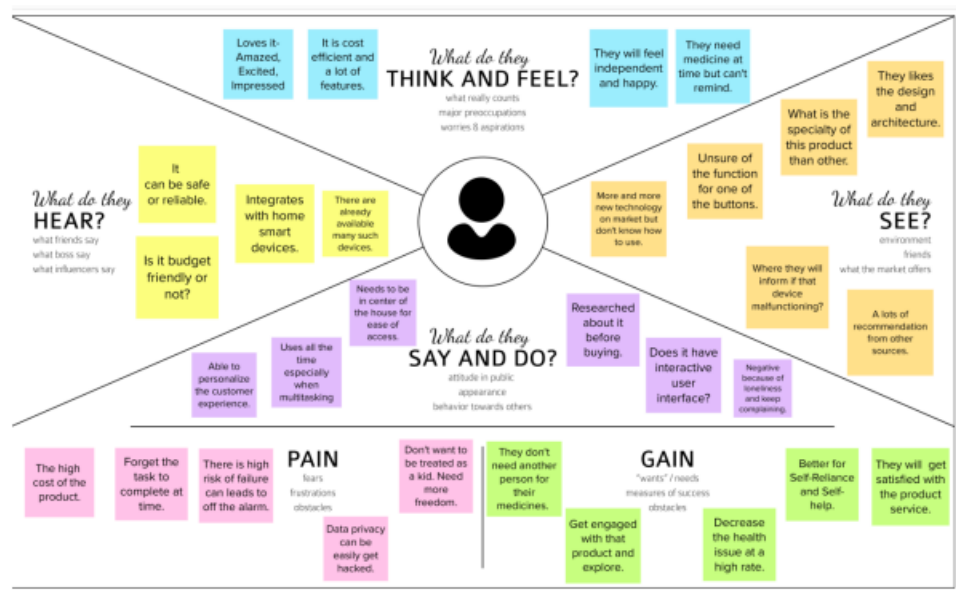 What do they
THINK AND FEEL?
what really counts
major preoccupations
worries & aspirations
Loves it-
Amazed,
Excited,
Impressed
It is cost
efficient and
a lot of
features.
They will feel
independent
and happy.
They need
medicine at
time but can't
remind.
What do they
HEAR?
what friends say
what boss say
what influencers say
It
can be safe
or reliable.
Is it budget
friendly or
not?
Integrates
with home
smart
devices.
There are
already
available
many such
devices.
What do they
SEE?
environment
friends
what the market offers
They likes
the design
and
architecture.
What is the
specialty of
this product
than other.
Unsure of
the function
for one of
the buttons.
More and more
new technology
on market but
don't know how
to use.
Where they will
inform if that
device
malfunctioning?
A lots of
recommendation
from other
sources.
What do they
SAY AND DO?
attitude in public
appearance
behavior towards others
Needs to be
in center of
the house for
ease of
access.
Uses all the
time
especially
when
multitasking
Able to
personalize
the customer
experience.
Researched
about it
before
buying.
Does it have
interactive
user
interface?
Negative
because of
loneliness
and keep
complaining.
PAIN
fears
frustrations
obstacles
The high
cost of the
product.
Forget the
task to
complete at
time.
There is high
risk of failure
can leads to
off the alarm.
Data privacy
can be
easily get
hacked.
Don't want to
be treated as
a kid. Need
more
freedom.
GAIN
"wants" / needs
measures of success
obstacles
They don't
need another
person for
their
medicines.
Get engaged
with that
product and
explore.
Decrease
the health
issue at a
high rate.
Better for
Self-Reliance
and Self-
help.
They will get
satisfied with
the product
service.